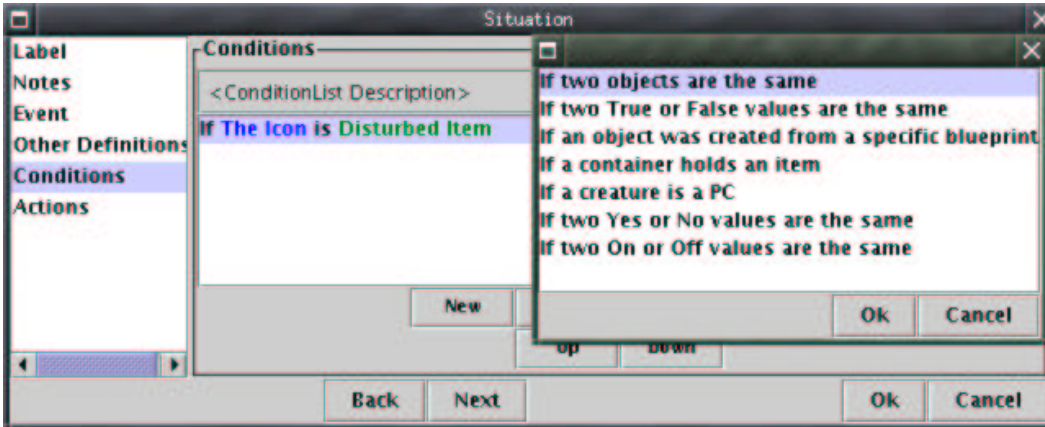 Situation
Label
Notes
Event
Other Definitions
Conditions
Actions
Conditions
<ConditionList Description>
If The Icon is Disturbed Item
New
Up
Down
If two objects are the same
If two True or False values are the same
If an object was created from a specific blueprint
If a container holds an item
If a creature is a PC
If two Yes or No values are the same
If two On or Off values are the same
Ok Cancel
Back Next Ok Cancel